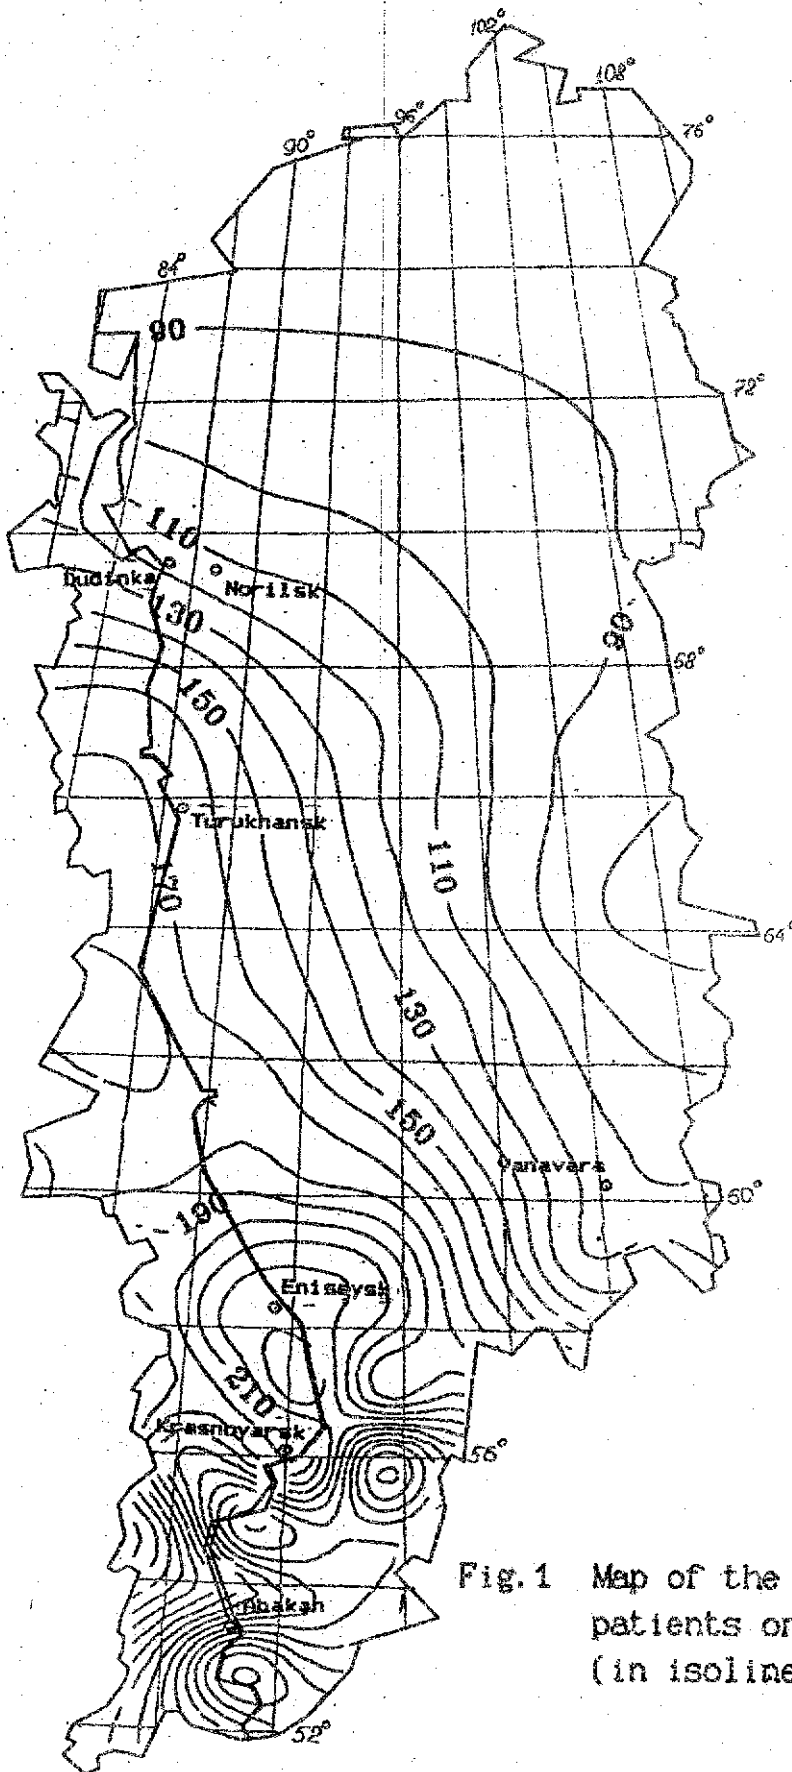 102°
108°
96°
76°
90°
84°
90
72°
110
Dudinka
Norilsk
130
90
68°
150
Turukhansk
110
170
64°
130
150
Vanavara
60°
190
Eniseysk
210
Krasnoyarsk
56°
Fig.1 Map of the
Abakan
patients on
(in isoline
52°